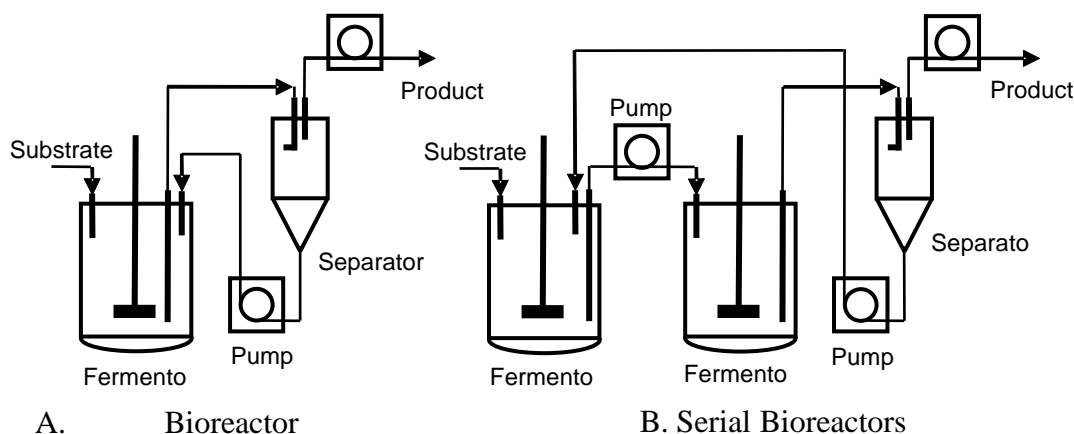 Product
Substrate
Separator
Pump
Fermento
A. Bioreactor
Product
Pump
Substrate
Separato
Pump
Fermento
Fermento
B. Serial Bioreactors